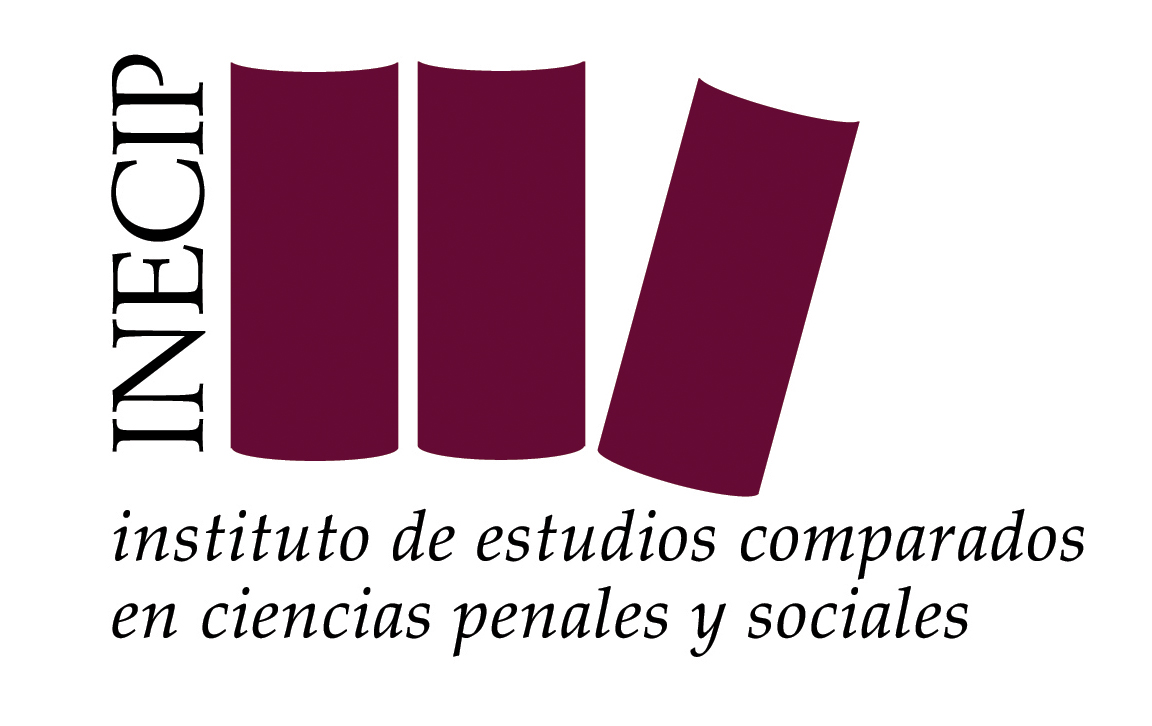 INECIP
instituto de estudios comparados
en ciencias penales y sociales